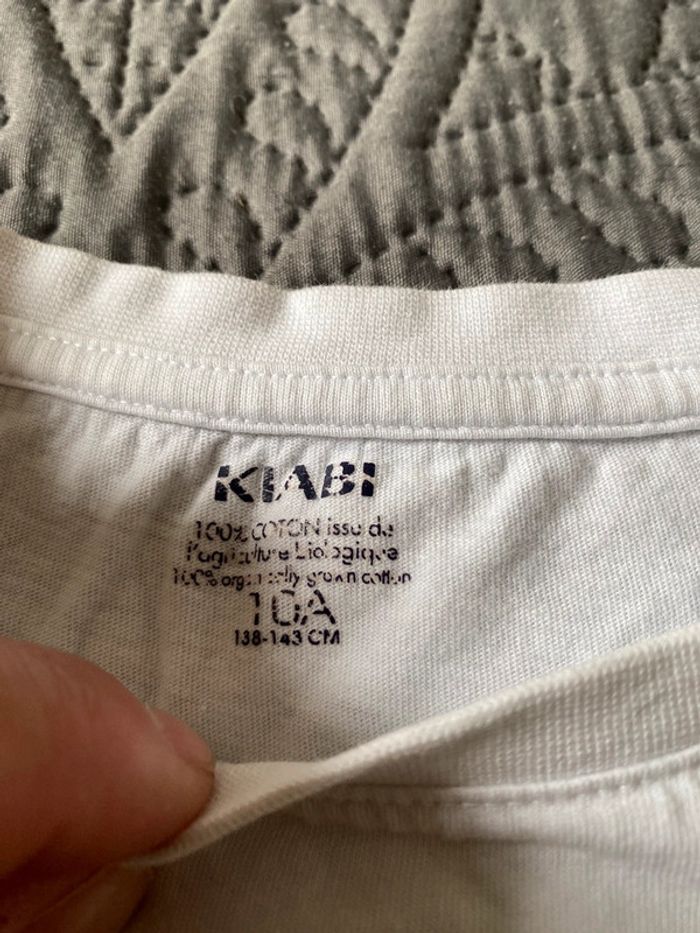 KIABI
100% COTON issu de
l'agriculture biologique
100% organically grown cotton
10A
138-143 CM